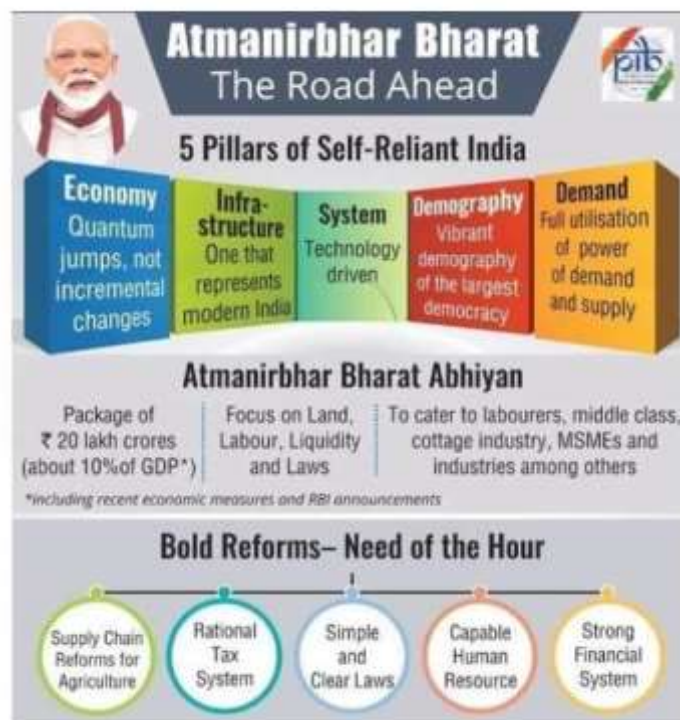 Atmanirbhar Bharat
The Road Ahead
pib
5 Pillars of Self-Reliant India
Economy
Quantum
jumps, not
incremental
changes
Infra-
structure
One that
represents
modern India
System
Technology
driven
Demography
Vibrant
demography
of the largest
democracy
Demand
Full utilisation
of power
of demand
and supply
Atmanirbhar Bharat Abhiyan
Package of
₹ 20 lakh crores
(about 10%of GDP*)
Focus on Land,
Labour, Liquidity
and Laws
To cater to labourers, middle class,
cottage industry, MSMEs and
industries among others
*including recent economic measures and RBI announcements
Bold Reforms– Need of the Hour
Supply Chain
Reforms for
Agriculture
Rational
Tax
System
Simple
and
Clear Laws
Capable
Human
Resource
Strong
Financial
System